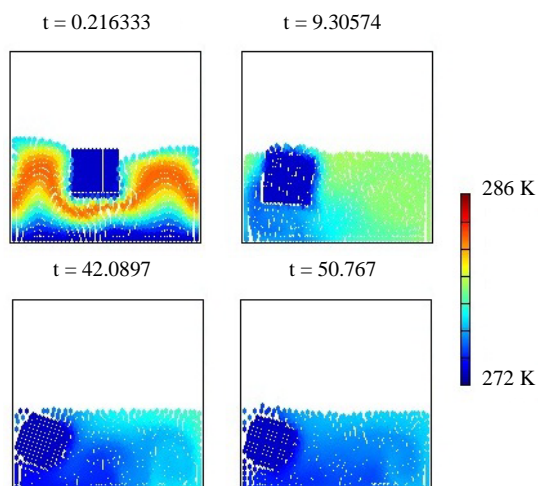 t = 0.216333
t = 9.30574
286 K
t = 42.0897
t = 50.767
272 K